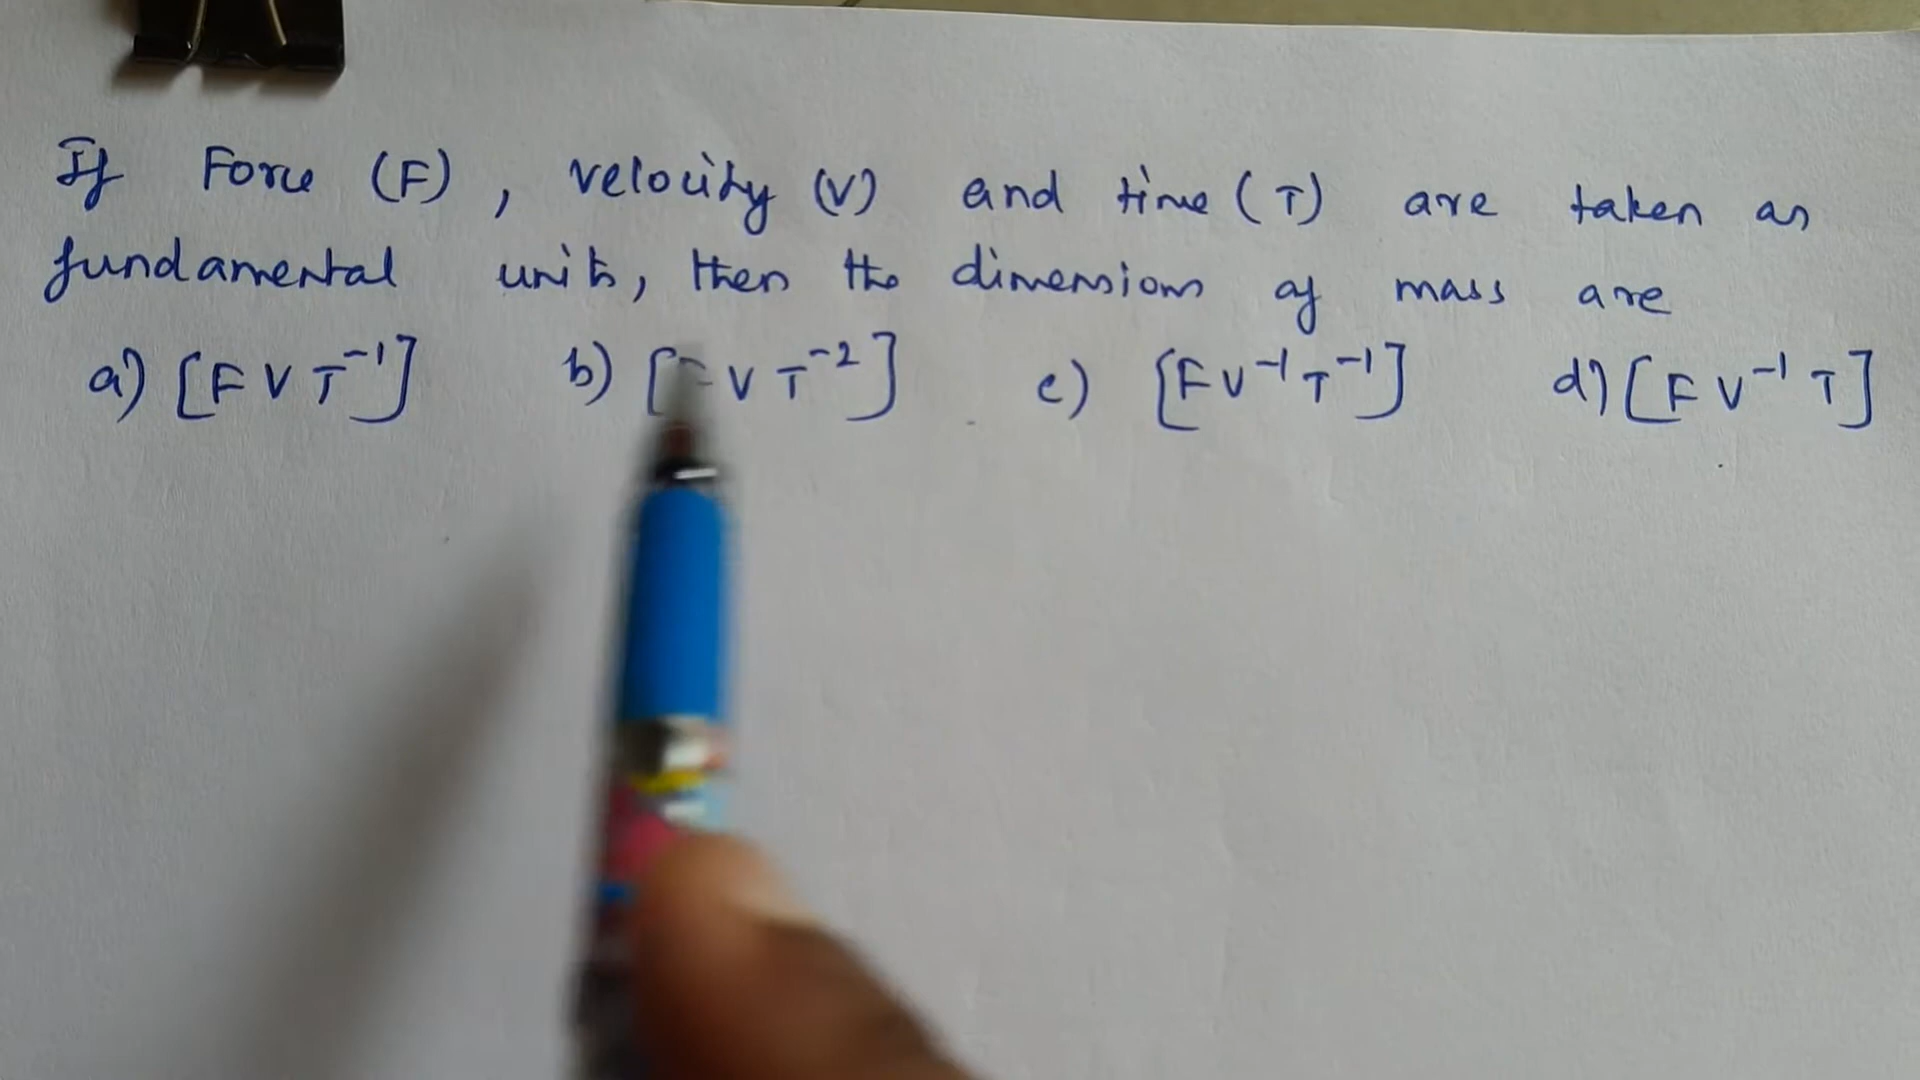 If Force (F), velocity (V) and time (T) are taken as
fundamental units, then the dimensions of mass are
a) [F V T⁻¹] b) [F V T⁻²] c) [F V⁻¹ T⁻¹] d) [F V⁻¹ T]